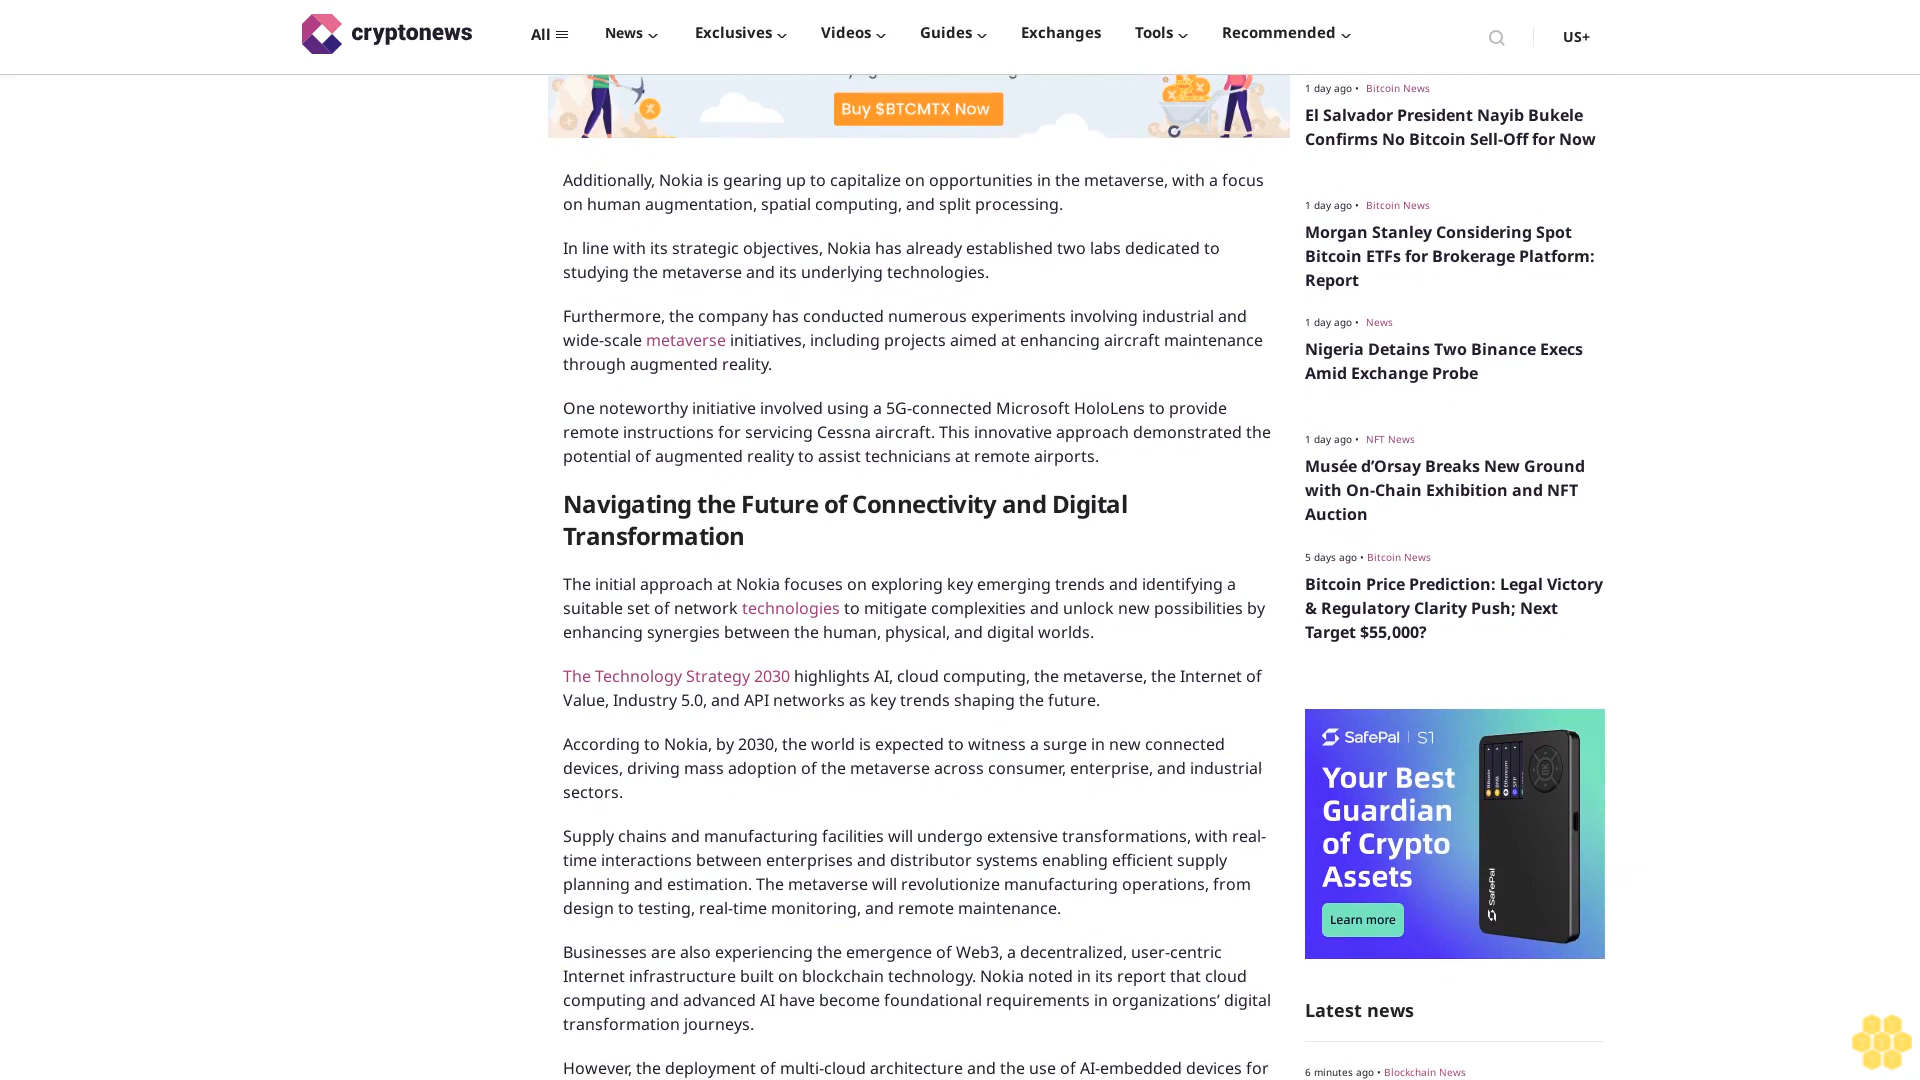 cryptonews
All
News
Exclusives
Videos
Guides
Exchanges
Tools
Recommended
US+
Buy $BTCMTX Now
Additionally, Nokia is gearing up to capitalize on opportunities in the metaverse, with a focus
on human augmentation, spatial computing, and split processing.
In line with its strategic objectives, Nokia has already established two labs dedicated to
studying the metaverse and its underlying technologies.
Furthermore, the company has conducted numerous experiments involving industrial and
wide-scale metaverse initiatives, including projects aimed at enhancing aircraft maintenance
through augmented reality.
One noteworthy initiative involved using a 5G-connected Microsoft HoloLens to provide
remote instructions for servicing Cessna aircraft. This innovative approach demonstrated the
potential of augmented reality to assist technicians at remote airports.
Navigating the Future of Connectivity and Digital
Transformation
The initial approach at Nokia focuses on exploring key emerging trends and identifying a
suitable set of network technologies to mitigate complexities and unlock new possibilities by
enhancing synergies between the human, physical, and digital worlds.
The Technology Strategy 2030 highlights AI, cloud computing, the metaverse, the Internet of
Value, Industry 5.0, and API networks as key trends shaping the future.
According to Nokia, by 2030, the world is expected to witness a surge in new connected
devices, driving mass adoption of the metaverse across consumer, enterprise, and industrial
sectors.
Supply chains and manufacturing facilities will undergo extensive transformations, with real-
time interactions between enterprises and distributor systems enabling efficient supply
planning and estimation. The metaverse will revolutionize manufacturing operations, from
design to testing, real-time monitoring, and remote maintenance.
Businesses are also experiencing the emergence of Web3, a decentralized, user-centric
Internet infrastructure built on blockchain technology. Nokia noted in its report that cloud
computing and advanced AI have become foundational requirements in organizations’ digital
transformation journeys.
However, the deployment of multi-cloud architecture and the use of AI-embedded devices for
1 day ago • Bitcoin News
El Salvador President Nayib Bukele
Confirms No Bitcoin Sell-Off for Now
1 day ago • Bitcoin News
Morgan Stanley Considering Spot
Bitcoin ETFs for Brokerage Platform:
Report
1 day ago • News
Nigeria Detains Two Binance Execs
Amid Exchange Probe
1 day ago • NFT News
Musée d’Orsay Breaks New Ground
with On-Chain Exhibition and NFT
Auction
5 days ago • Bitcoin News
Bitcoin Price Prediction: Legal Victory
& Regulatory Clarity Push; Next
Target $55,000?
SafePal | S1
Your Best
Guardian
of Crypto
Assets
Learn more
SafePal
OK
Latest news
6 minutes ago • Blockchain News